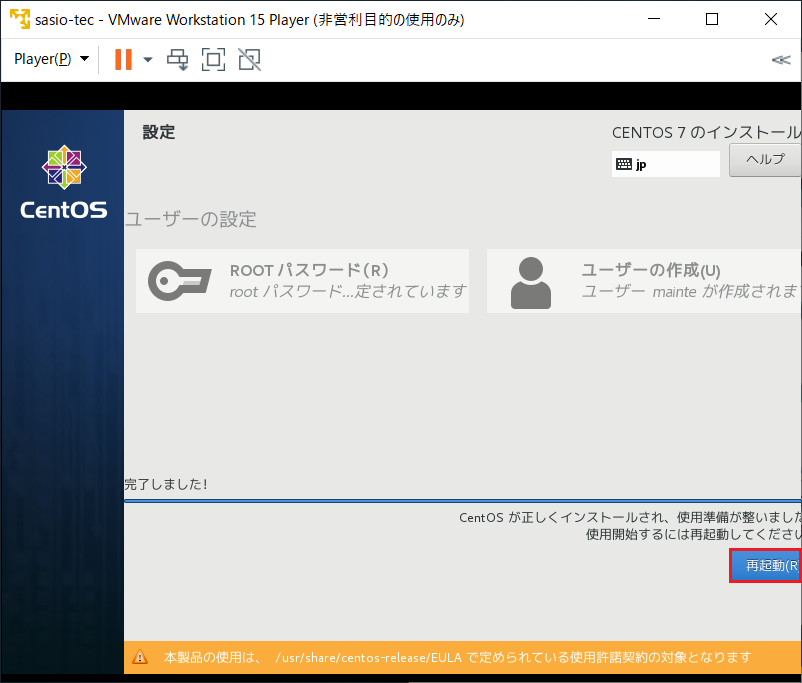 sasio-tec - VMware Workstation 15 Player (非営利目的の使用のみ)
Player(P)
設定
CENTOS 7 のインストール
jp
ヘルプ
CentOS
ユーザーの設定
ROOT パスワード(R)
root パスワード...定されています
ユーザーの作成(U)
ユーザー mainte が作成されま
完了しました!
CentOS が正しくインストールされ、使用準備が整いました
使用開始するには再起動してくださ
再起動(R
本製品の使用は、 /usr/share/centos-release/EULA で定められている使用許諾契約の対象となります